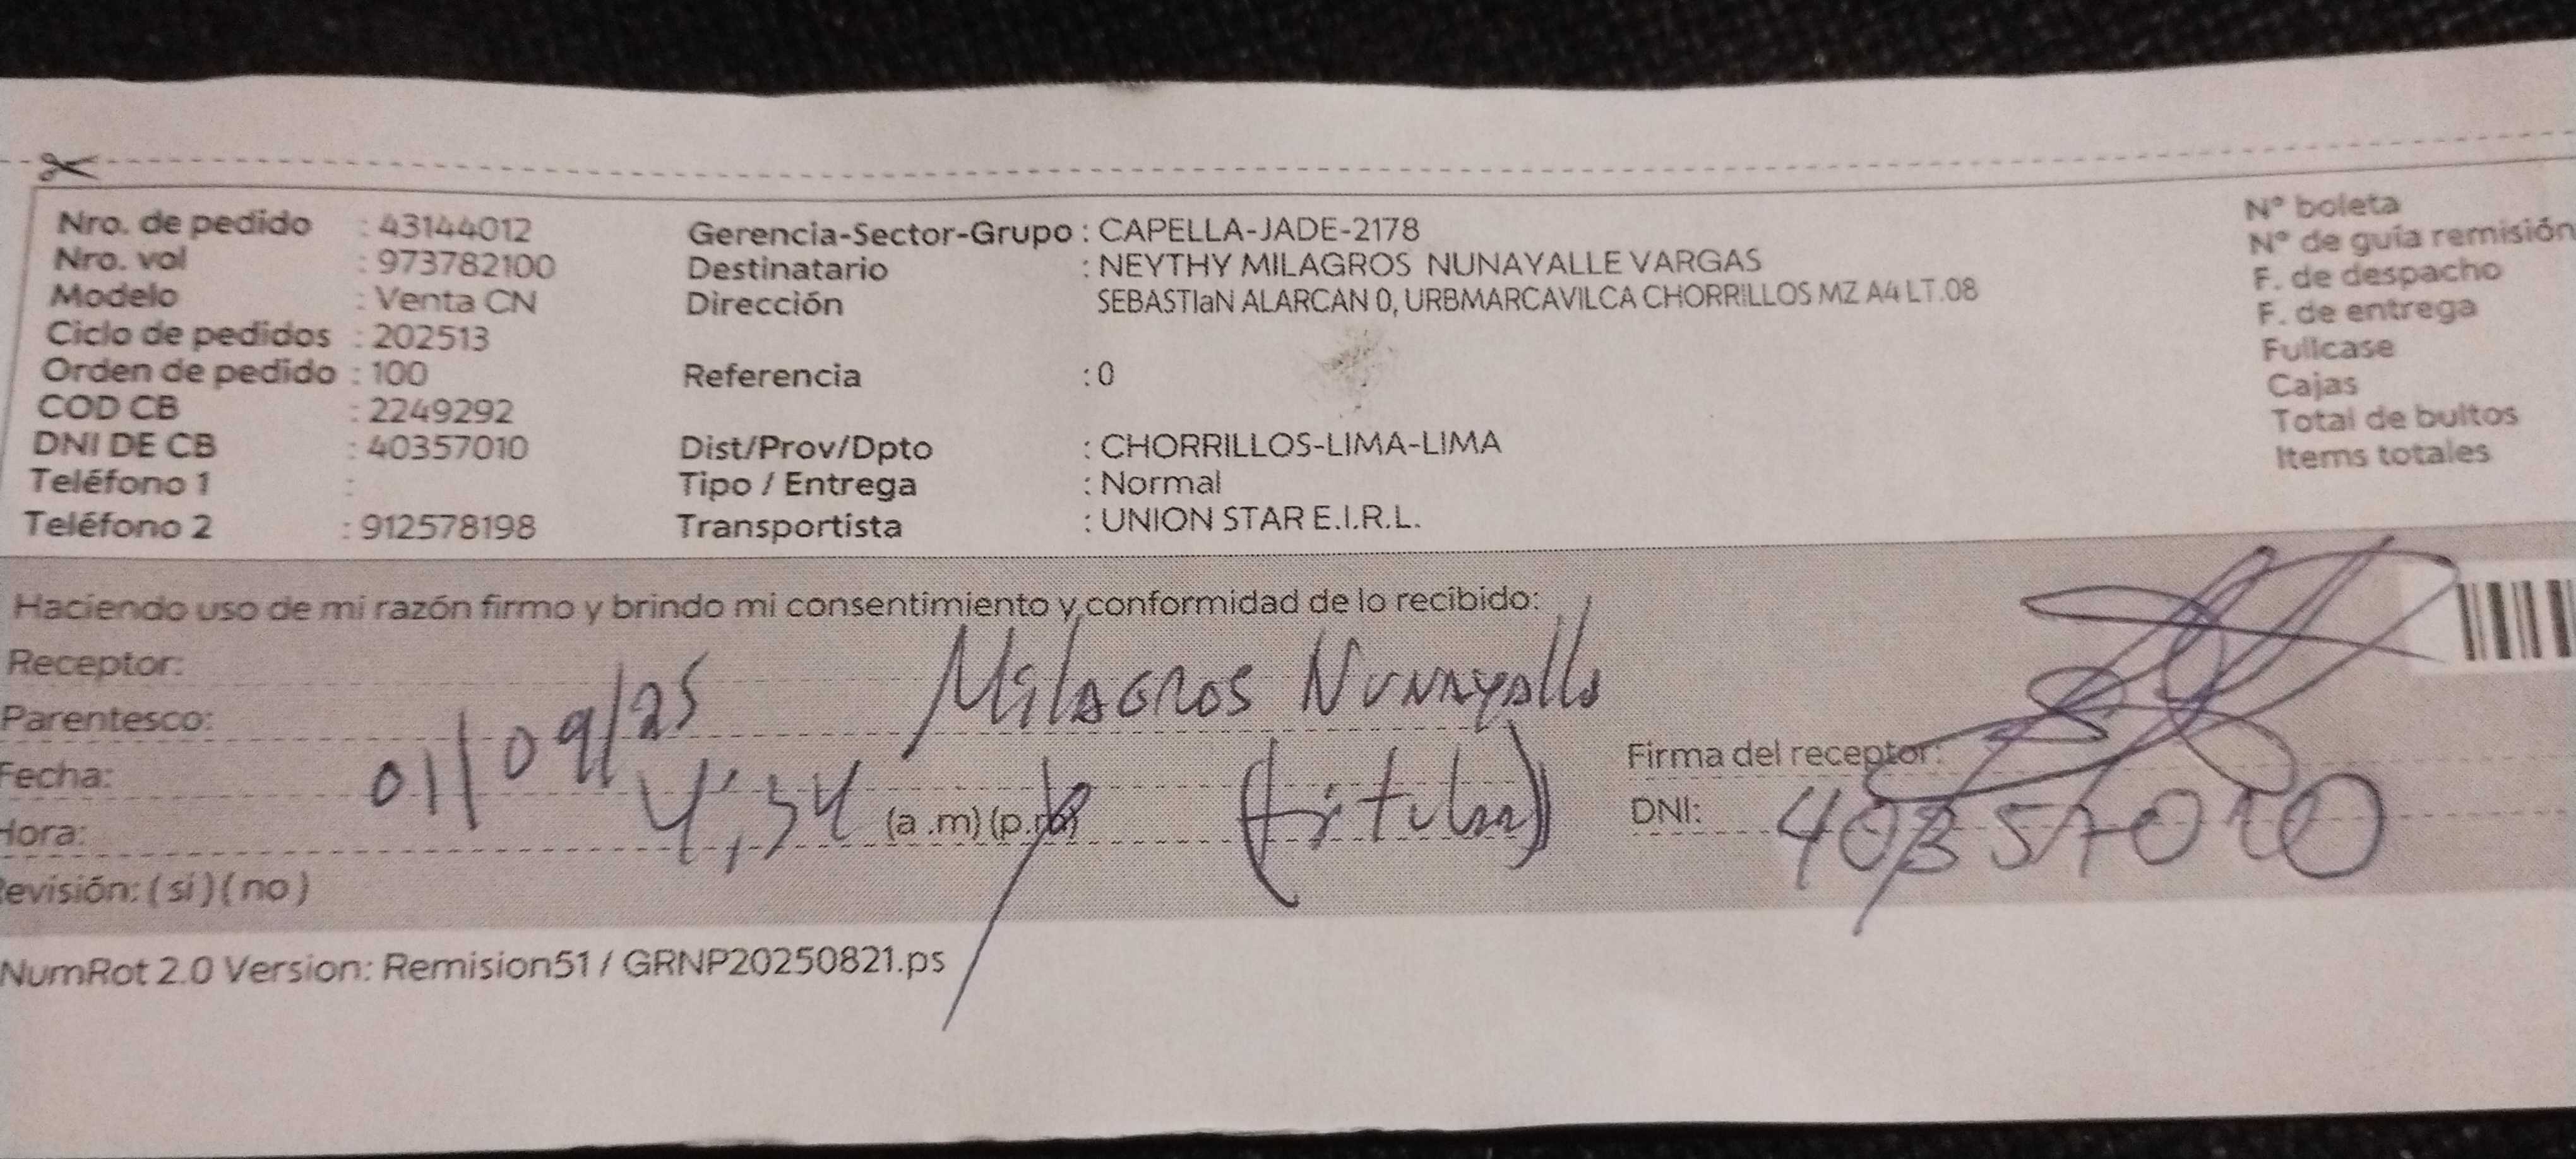 Nro. de pedido : 43144012 Gerencia-Sector-Grupo : CAPELLA-JADE-2178 N° boleta
Nro. vol : 973782100 Destinatario : NEYTHY MILAGROS NUNAYALLE VARGAS N° de guía remisión
Modelo : Venta CN Dirección SEBASTIaN ALARCAN 0, URBMARCAVILCA CHORRILLOS MZ A4 LT.08 F. de despacho
Ciclo de pedidos : 202513 F. de entrega
Orden de pedido : 100 Referencia : 0 Fullcase
COD CB : 2249292 Cajas
DNI DE CB : 40357010 Dist/Prov/Dpto : CHORRILLOS-LIMA-LIMA Total de bultos
Teléfono 1 : Tipo / Entrega : Normal Items totales
Teléfono 2 : 912578198 Transportista : UNION STAR E.I.R.L.
Haciendo uso de mi razón firmo y brindo mi consentimiento y conformidad de lo recibido:
Receptor: Milagros Nunayalle
Parentesco: (titular)
Fecha: 01/09/25 Firma del receptor:
Hora: 4:34 (a .m) (p.m) DNI: 40357010
Revisión: ( si ) ( no )
NumRot 2.0 Version: Remision51 / GRNP20250821.ps